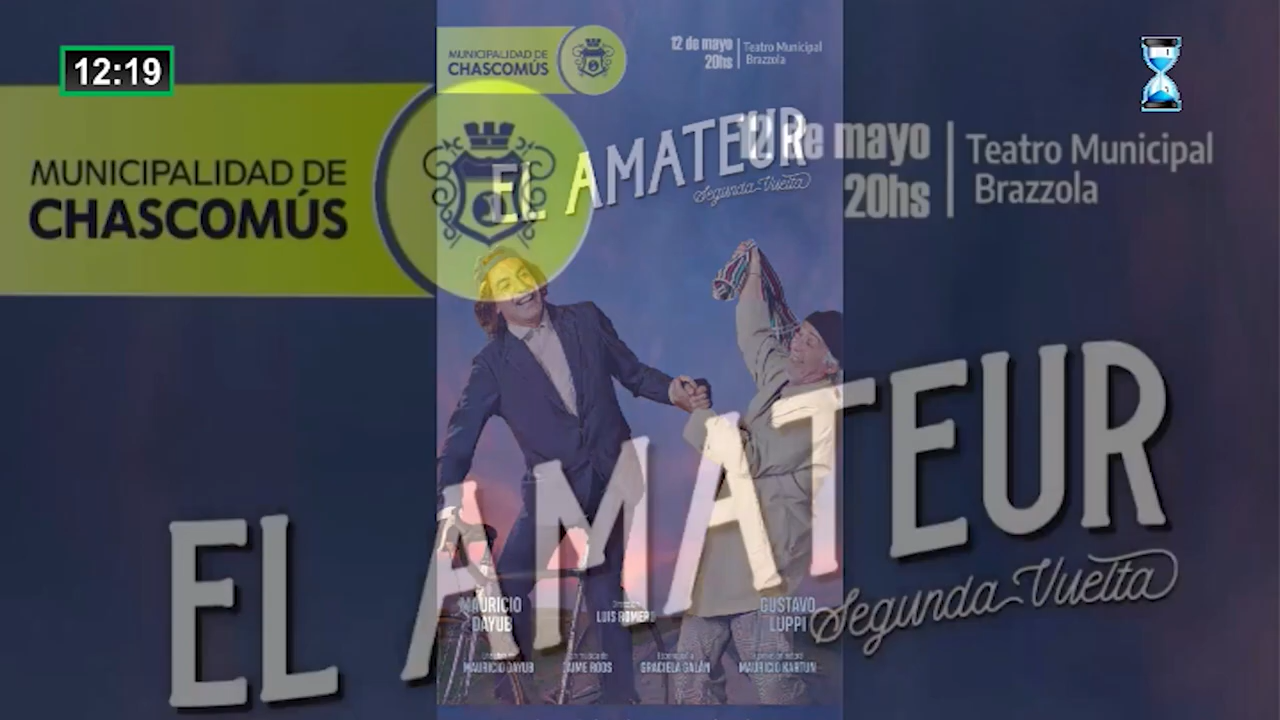 12:19
MUNICIPALIDAD DE
CHASCOMÚS
12 de mayo
20hs
Teatro Municipal
Brazzola
EL AMATEUR
Segunda Vuelta
MUNICIPALIDAD DE
CHASCOMÚS
12 de mayo
20hs
Teatro Municipal
Brazzola
EL AMATEUR
Segunda Vuelta
MAURICIO
DAYUB
LUIS ROMERO
GUSTAVO
LUPPI
MAURICIO DAYUB
JAIME ROOS
GRACIELA GALÁN
MAURICIO KARTUN